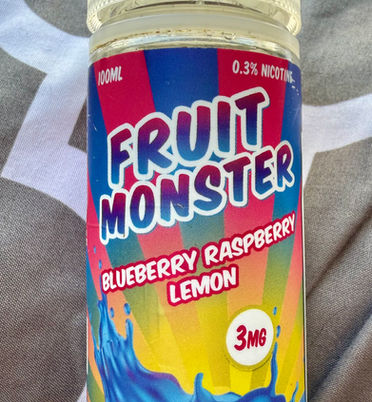 100ML 0.3% NICOTINE
FRUIT
MONSTER
BLUEBERRY RASPBERRY
LEMON
3MG